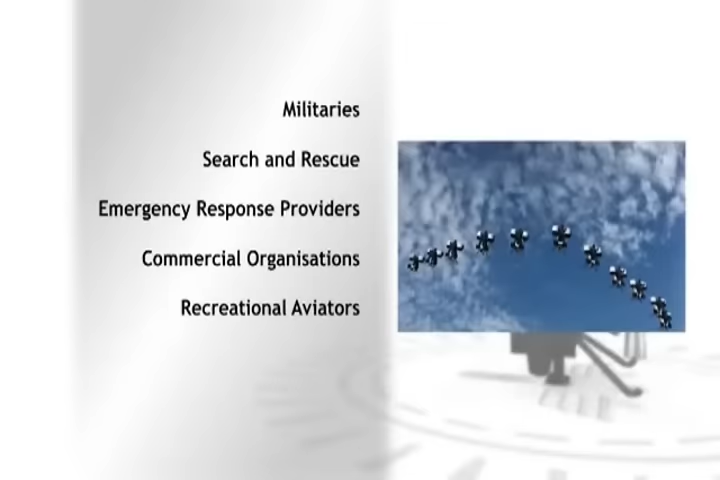 Militaries
Search and Rescue
Emergency Response Providers
Commercial Organisations
Recreational Aviators